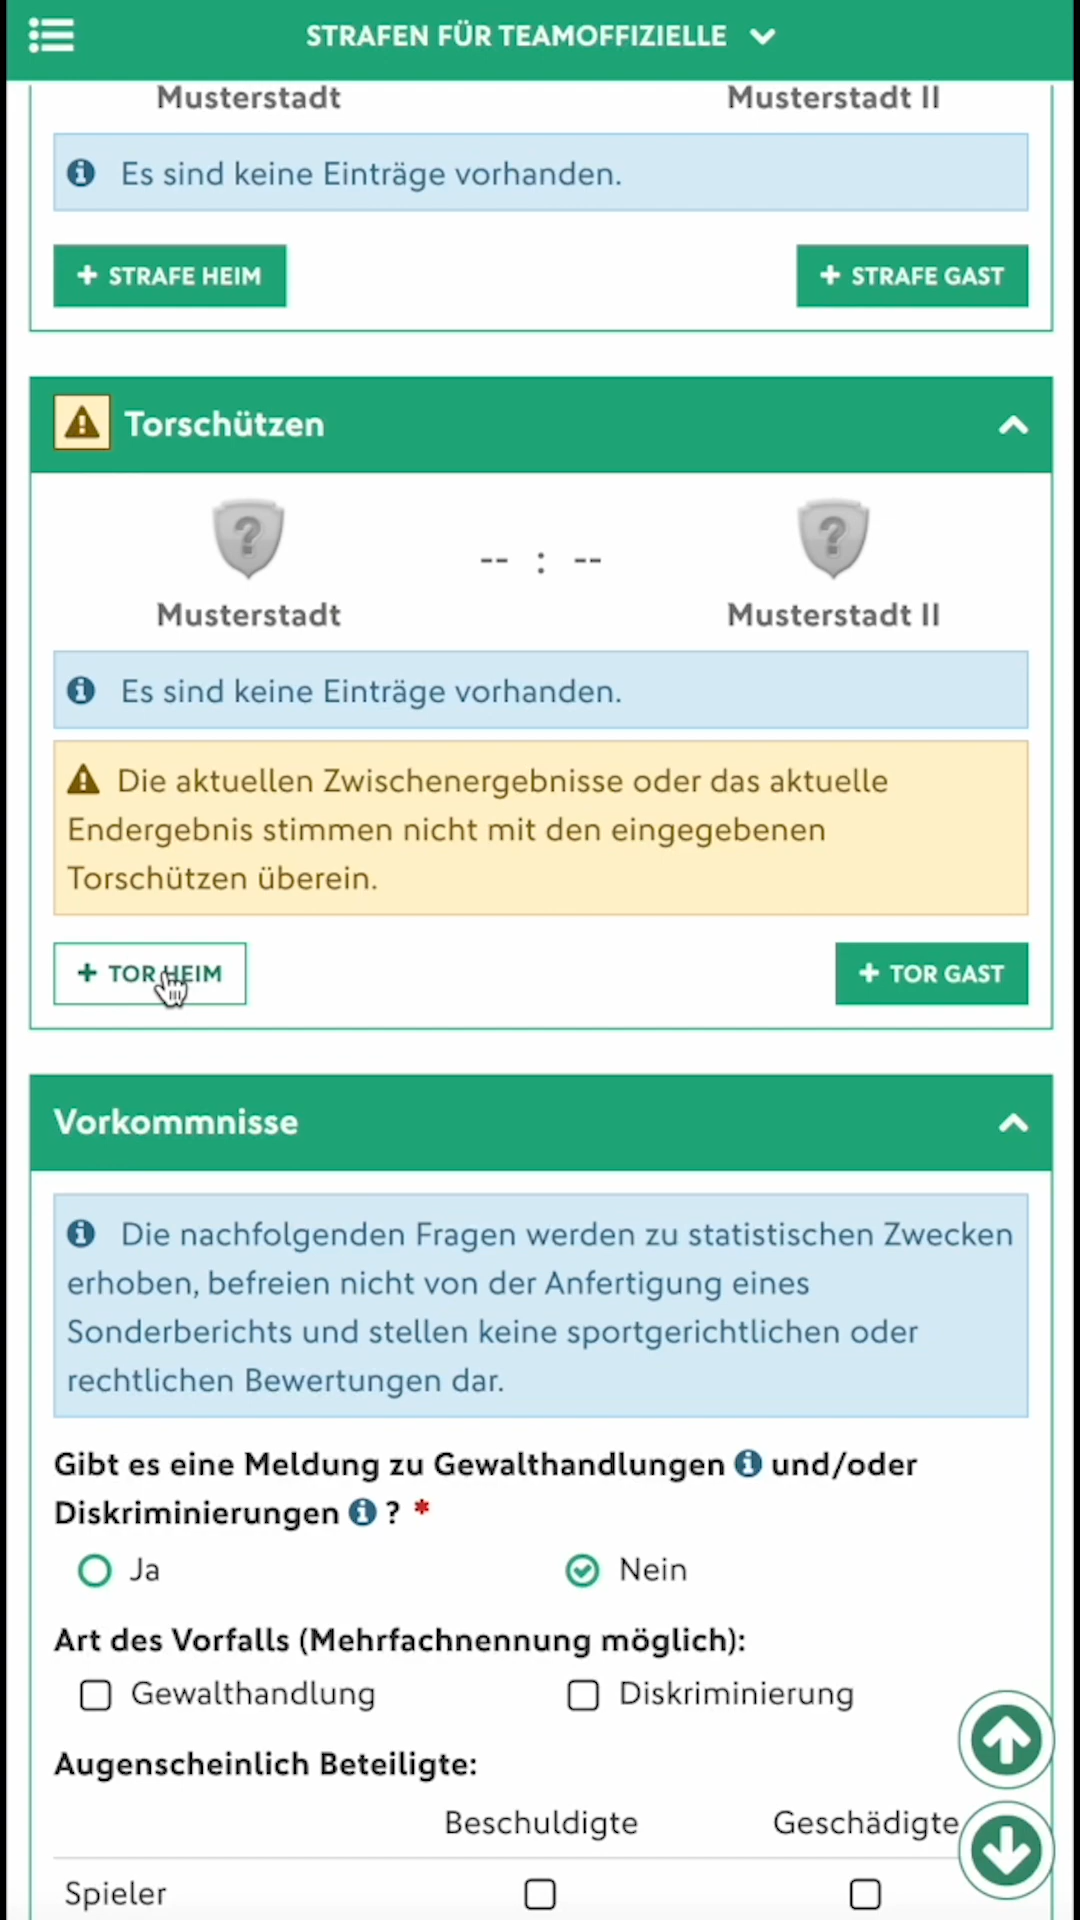 STRAFEN FÜR TEAMOFFIZIELLE
Musterstadt Musterstadt II
Es sind keine Einträge vorhanden.
+ STRAFE HEIM + STRAFE GAST
Torschützen
-- : --
Musterstadt Musterstadt II
Es sind keine Einträge vorhanden.
Die aktuellen Zwischenergebnisse oder das aktuelle
Endergebnis stimmen nicht mit den eingegebenen
Torschützen überein.
+ TOR HEIM + TOR GAST
Vorkommnisse
Die nachfolgenden Fragen werden zu statistischen Zwecken
erhoben, befreien nicht von der Anfertigung eines
Sonderberichts und stellen keine sportgerichtlichen oder
rechtlichen Bewertungen dar.
Gibt es eine Meldung zu Gewalthandlungen und/oder
Diskriminierungen ? *
Ja Nein
Art des Vorfalls (Mehrfachnennung möglich):
Gewalthandlung Diskriminierung
Augenscheinlich Beteiligte:
Beschuldigte Geschädigte
Spieler